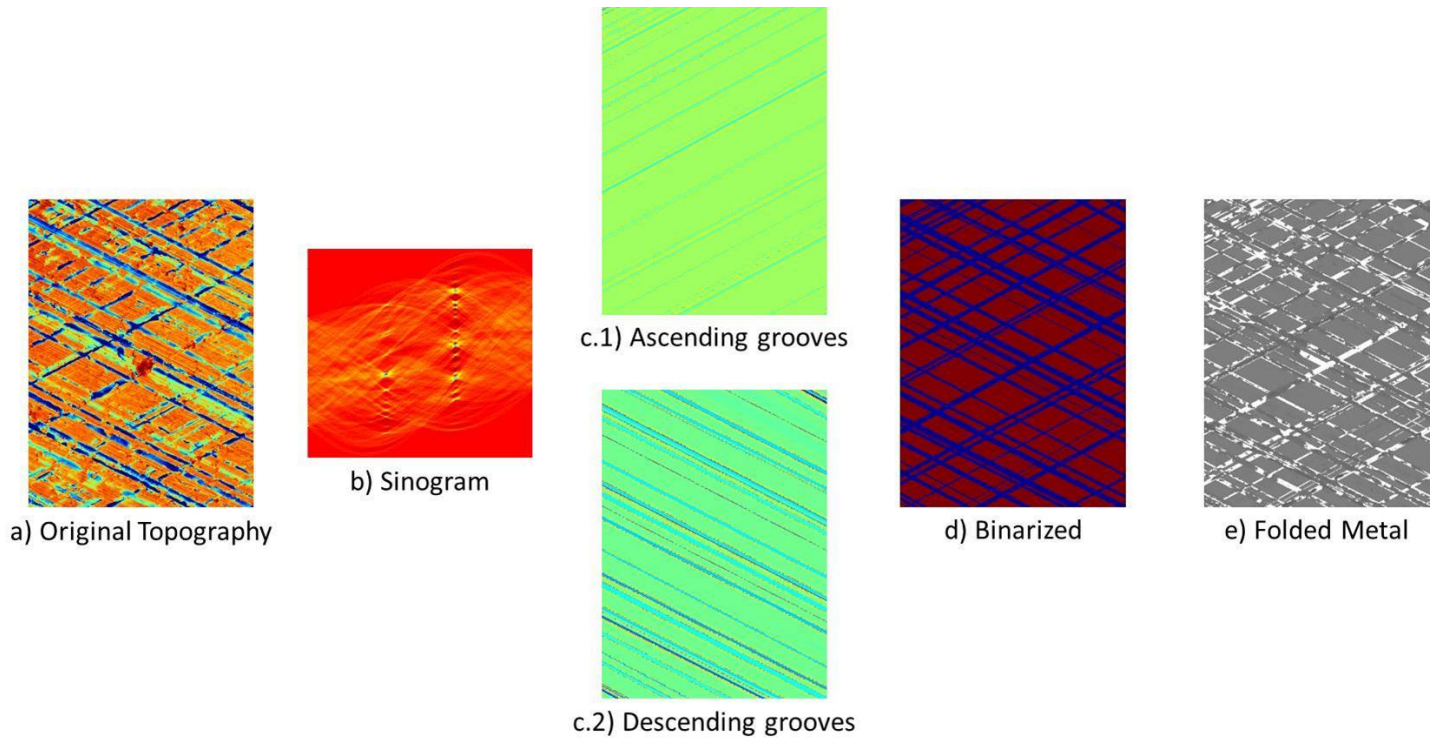 a) Original Topography
b) Sinogram
c.1) Ascending grooves
c.2) Descending grooves
d) Binarized
e) Folded Metal